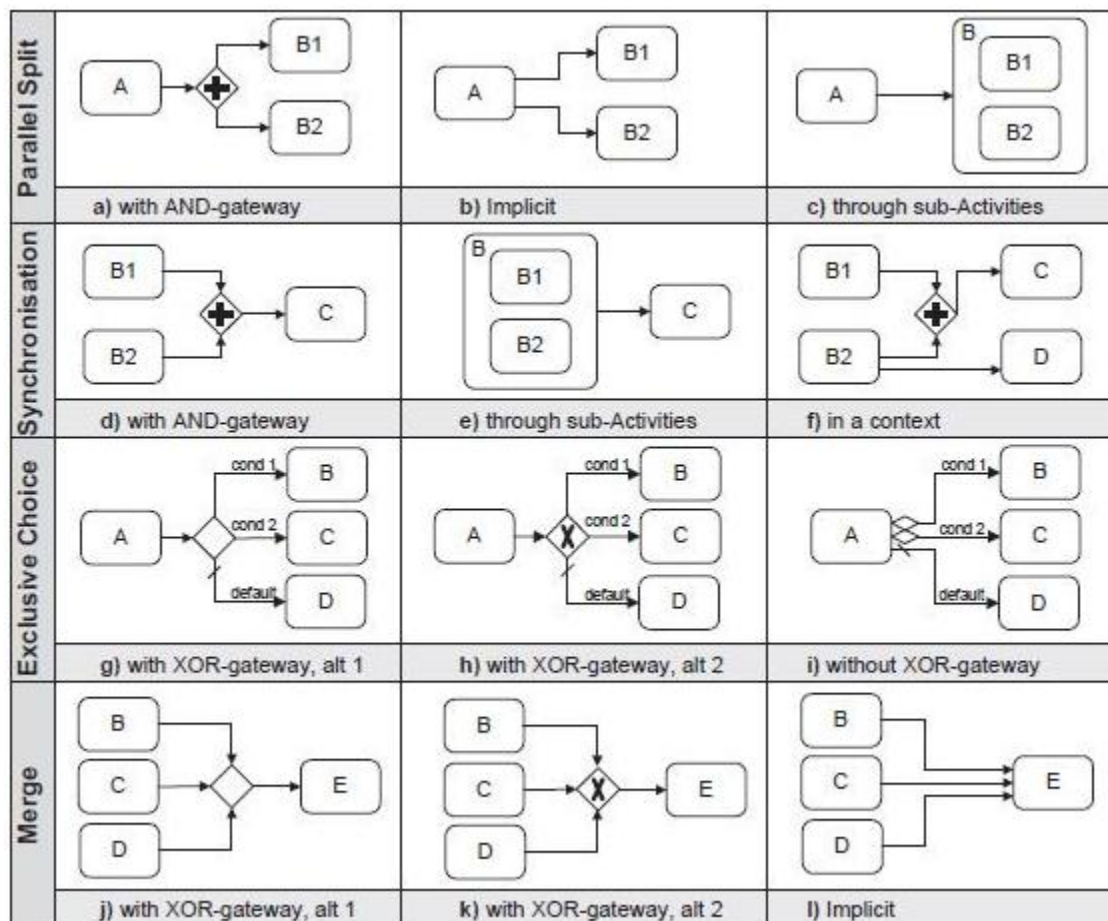 Parallel Split
A
B1
B2
a) with AND-gateway
A
B1
B2
b) Implicit
A
B
B1
B2
c) through sub-Activities
Synchronisation
B1
B2
C
d) with AND-gateway
B
B1
B2
C
e) through sub-Activities
B1
B2
C
D
f) in a context
Exclusive Choice
A
cond 1
B
cond 2
C
default
D
g) with XOR-gateway, alt 1
A
cond 1
B
X
cond 2
C
default
D
h) with XOR-gateway, alt 2
A
cond 1
B
cond 2
C
default
D
i) without XOR-gateway
Merge
B
C
D
E
j) with XOR-gateway, alt 1
B
C
D
X
E
k) with XOR-gateway, alt 2
B
C
D
E
l) Implicit